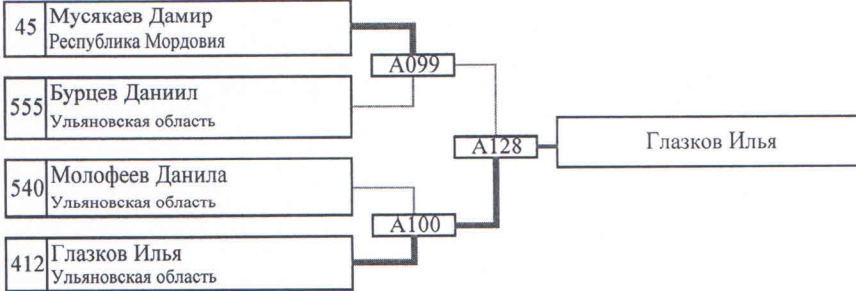 45
Мусякаев Дамир
Республика Мордовия
A099
555
Бурцев Даниил
Ульяновская область
A128
Глазков Илья
540
Молофеев Данила
Ульяновская область
A100
412
Глазков Илья
Ульяновская область